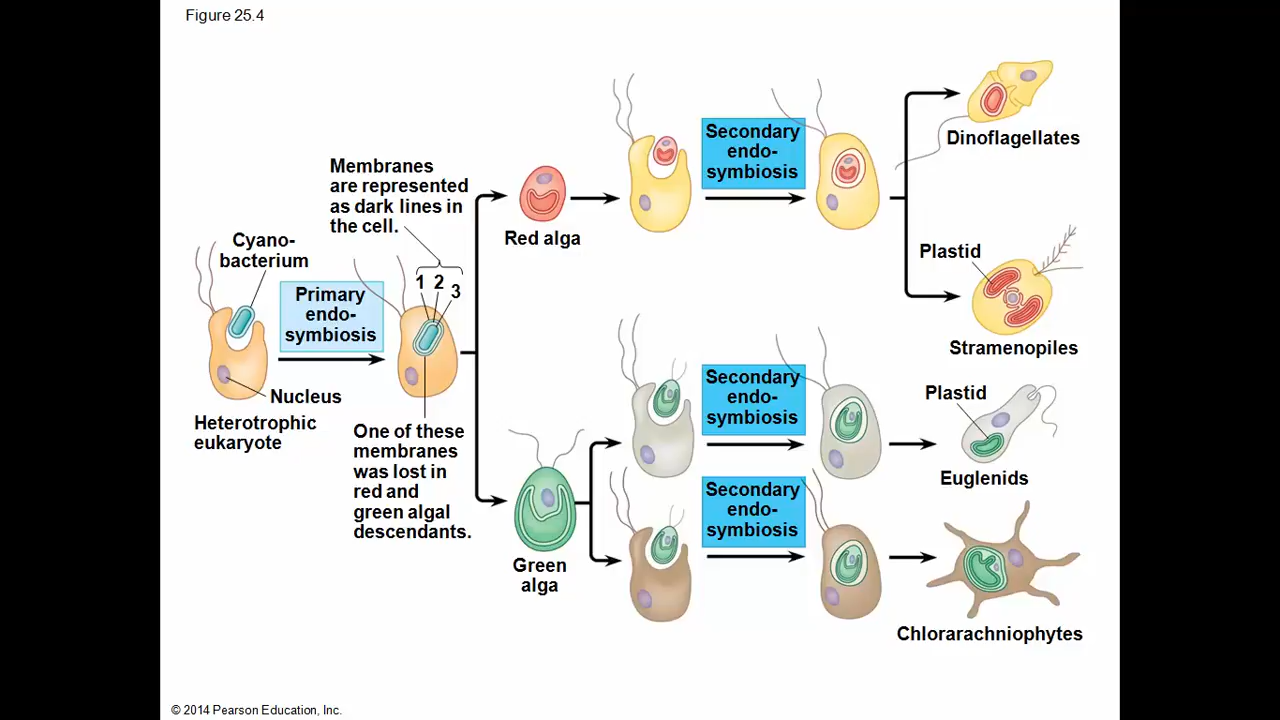 Figure 25.4
Membranes
are represented
as dark lines in
the cell.
Cyano-
bacterium
Primary
endo-
symbiosis
1 2 3
Nucleus
Heterotrophic
eukaryote
One of these
membranes
was lost in
red and
green algal
descendants.
Red alga
Secondary
endo-
symbiosis
Dinoflagellates
Plastid
Stramenopiles
Green
alga
Secondary
endo-
symbiosis
Plastid
Euglenids
Secondary
endo-
symbiosis
Chlorarachniophytes
© 2014 Pearson Education, Inc.